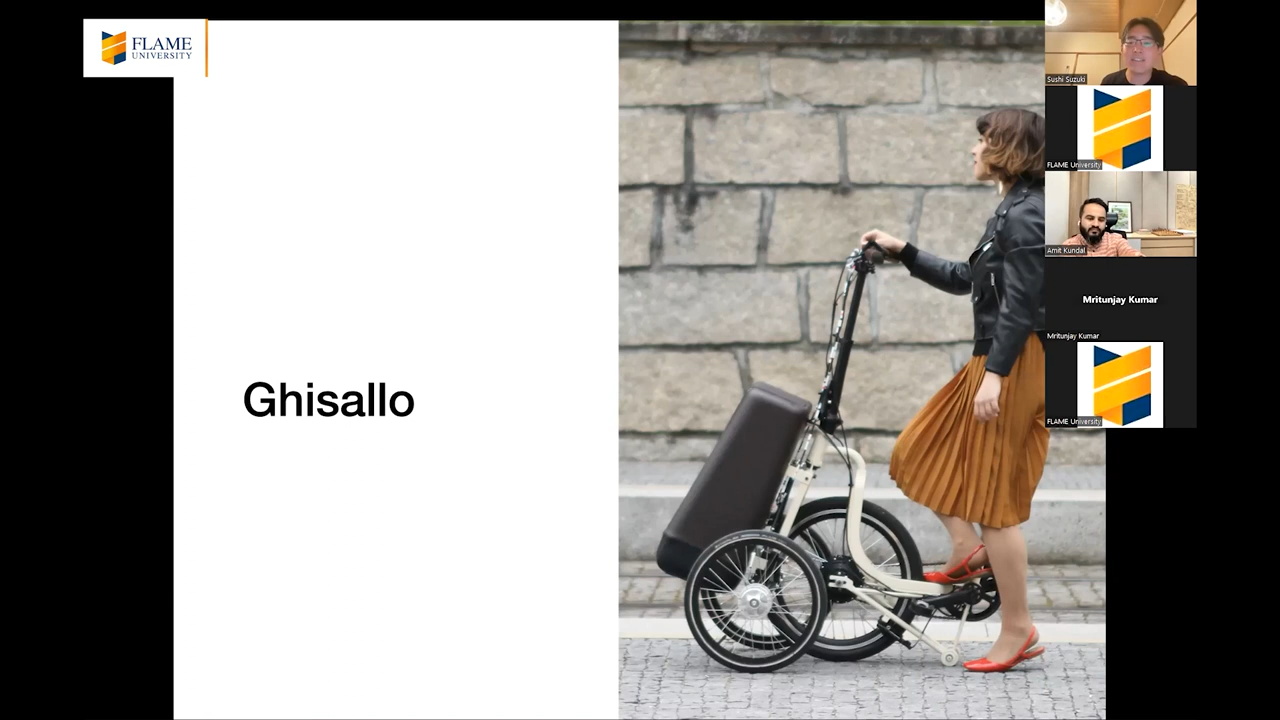 FLAME
UNIVERSITY
Ghisallo
Sushi Suzuki
FLAME University
Amit Kundal
Mritunjay Kumar
Mritunjay Kumar
FLAME University